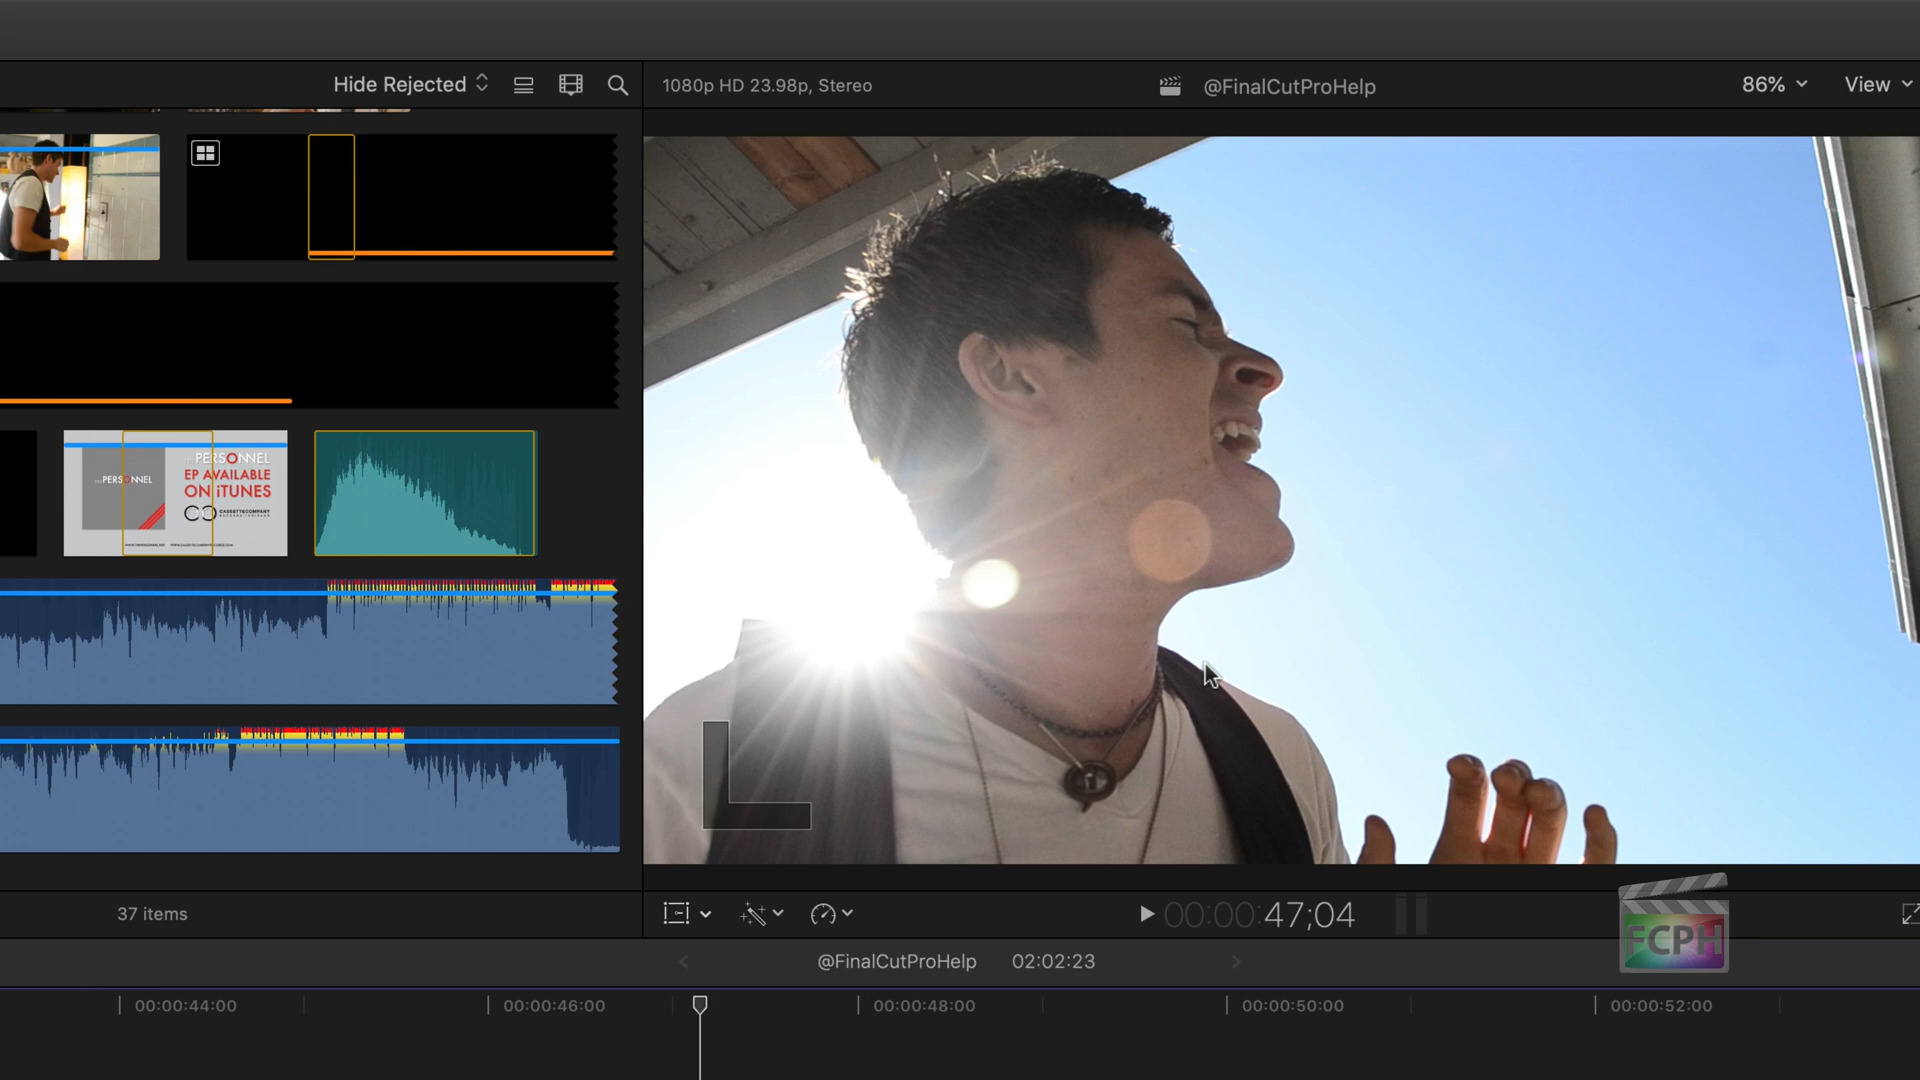 Hide Rejected
1080p HD 23.98p, Stereo
@FinalCutProHelp
86%
View
PERSONNEL
PERSONNEL
EP AVAILABLE
ON iTUNES
CASSETTECOMPANY
37 items
00:00:47;04
FCPH
@FinalCutProHelp
02:02:23
00:00:44:00
00:00:46:00
00:00:48:00
00:00:50:00
00:00:52:00